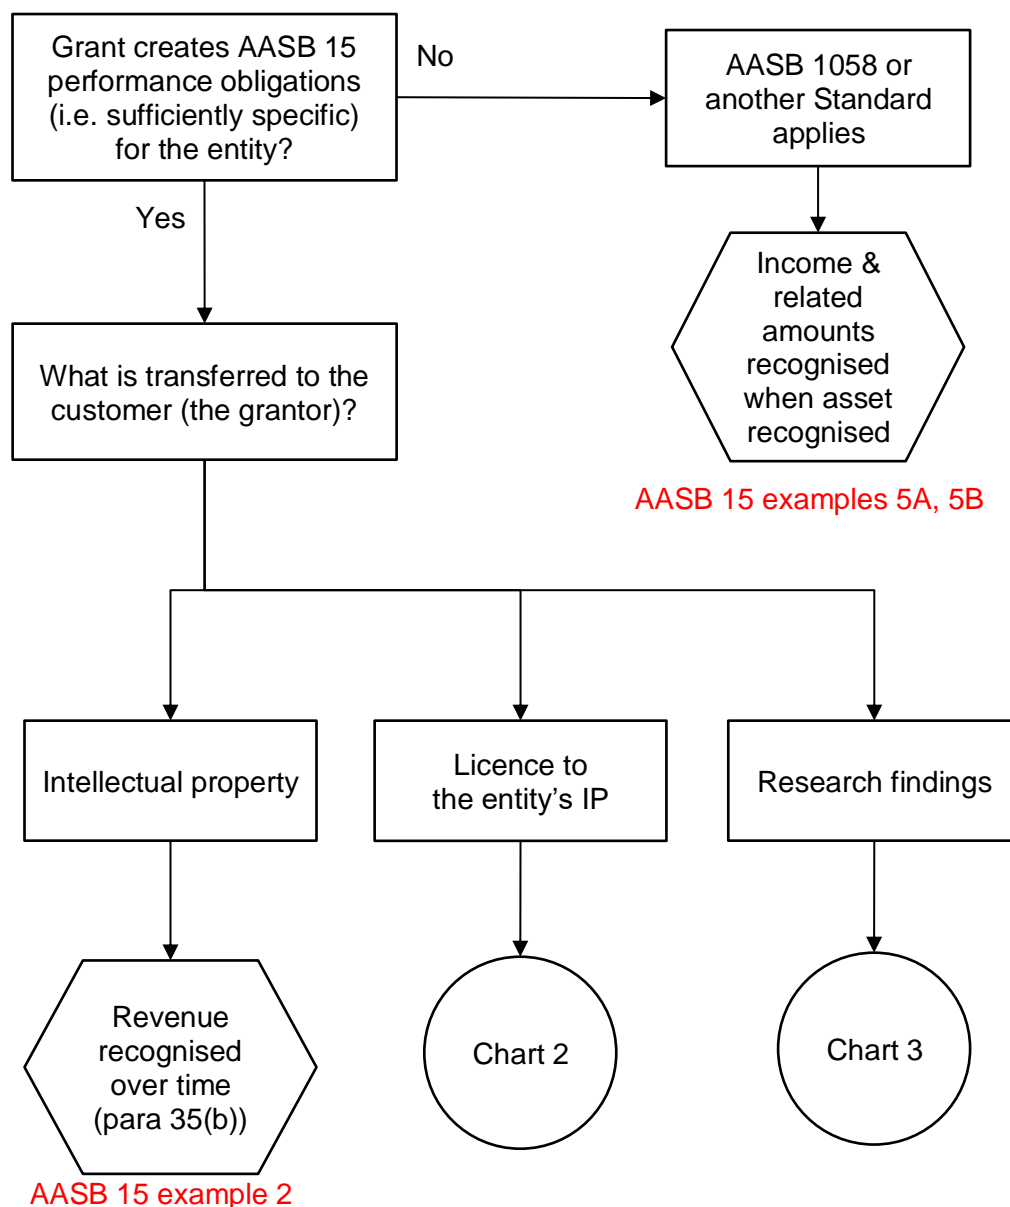 Grant creates AASB 15
performance obligations
(i.e. sufficiently specific)
for the entity?
No
AASB 1058 or
another Standard
applies
Yes
Income &
related
amounts
recognised
when asset
recognised
What is transferred to the
customer (the grantor)?
AASB 15 examples 5A, 5B
Intellectual property
Licence to
the entity’s IP
Research findings
Revenue
recognised
over time
(para 35(b))
Chart 2
Chart 3
AASB 15 example 2